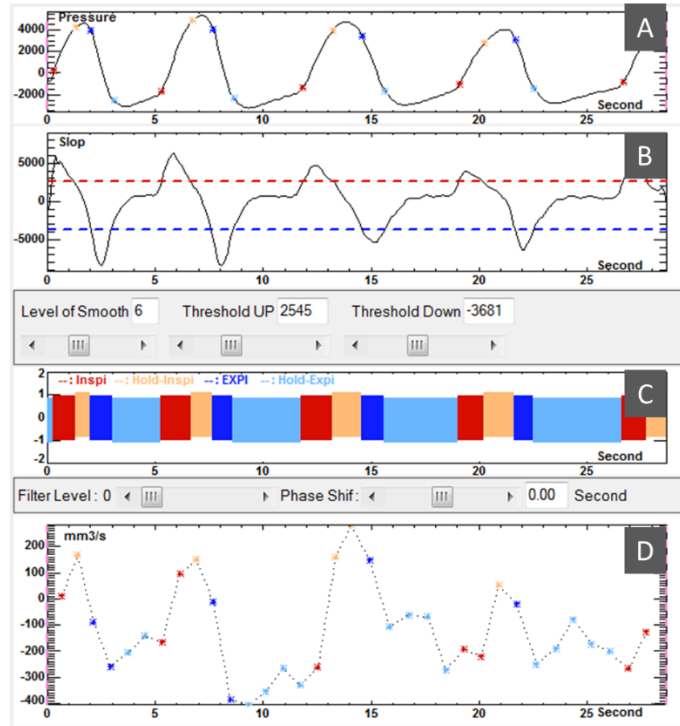 Pressure A
4000
2000
0
-2000
0 5 10 15 20 25 Second
Slop B
5000
0
-5000
0 5 10 15 20 25 Second
Level of Smooth 6 Threshold UP 2545 Threshold Down -3681
2 C
--: Inspi --: Hold-Inspi --: EXPI --: Hold-Expi
1
0
-1
-2
0 5 10 15 20 25 Second
Filter Level : 0 Phase Shif : 0.00 Second
mm3/s D
200
100
0
-100
-200
-300
-400
0 5 10 15 20 25 Second